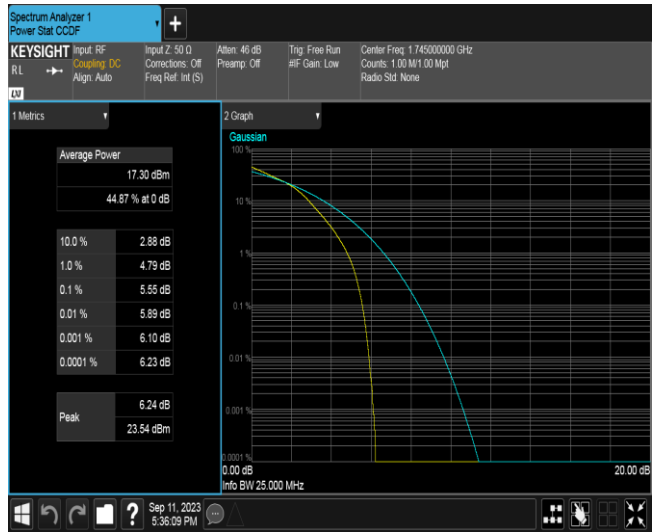 Spectrum Analyzer 1
Power Stat CCDF
KEYSIGHT
RL
LXI
Input: RF
Coupling: DC
Align: Auto
Input Z: 50 Ω
Corrections: Off
Freq Ref: Int (S)
Atten: 46 dB
Preamp: Off
Trig: Free Run
#IF Gain: Low
Center Freq: 1.745000000 GHz
Counts: 1.00 M/1.00 Mpt
Radio Std: None
1 Metrics
Average Power
17.30 dBm
44.87 % at 0 dB
10.0 % 2.88 dB
1.0 % 4.79 dB
0.1 % 5.55 dB
0.01 % 5.89 dB
0.001 % 6.10 dB
0.0001 % 6.23 dB
Peak
6.24 dB
23.54 dBm
2 Graph
Gaussian
100 %
10 %
1 %
0.1 %
0.01 %
0.001 %
0.0001 %
0.00 dB 20.00 dB
Info BW 25.000 MHz
?
Sep 11, 2023
5:36:09 PM